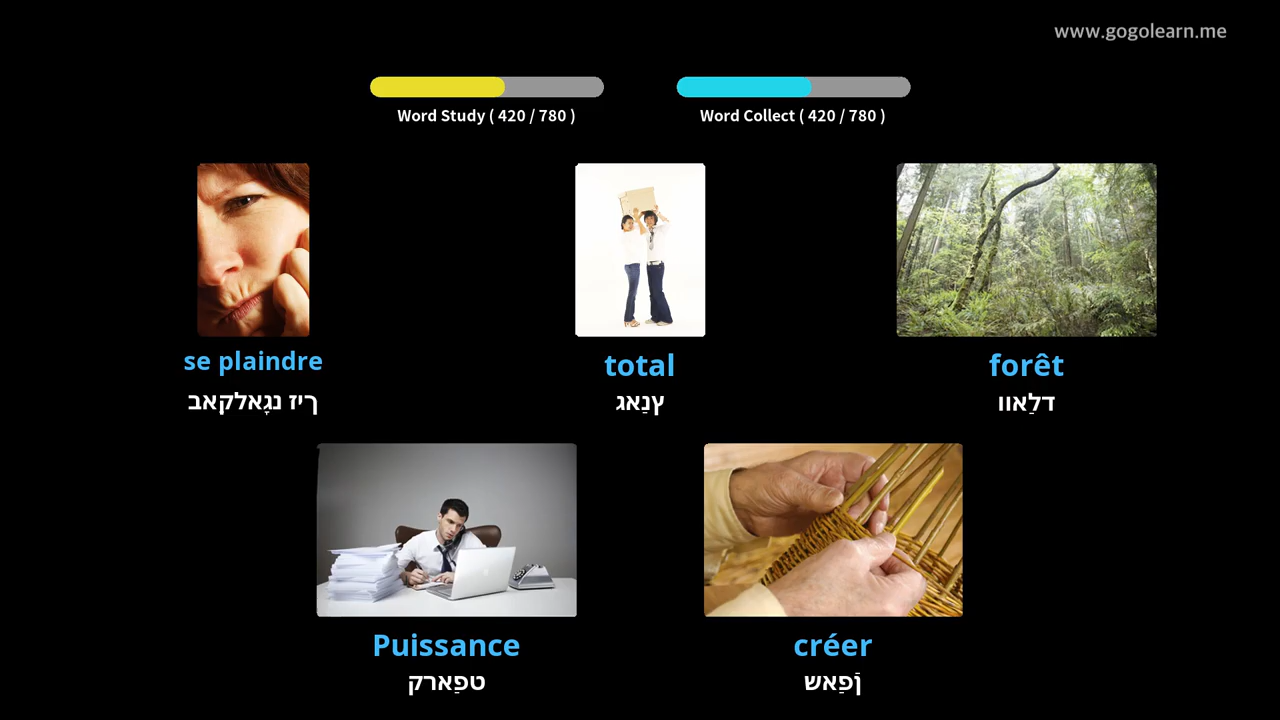 www.gogolearn.me
Word Study ( 420 / 780 )
Word Collect ( 420 / 780 )
se plaindre
ךיז נגָאלקאב
total
ץנַאג
forêt
דלַאוו
Puissance
טפַארק
créer
ןפַאש